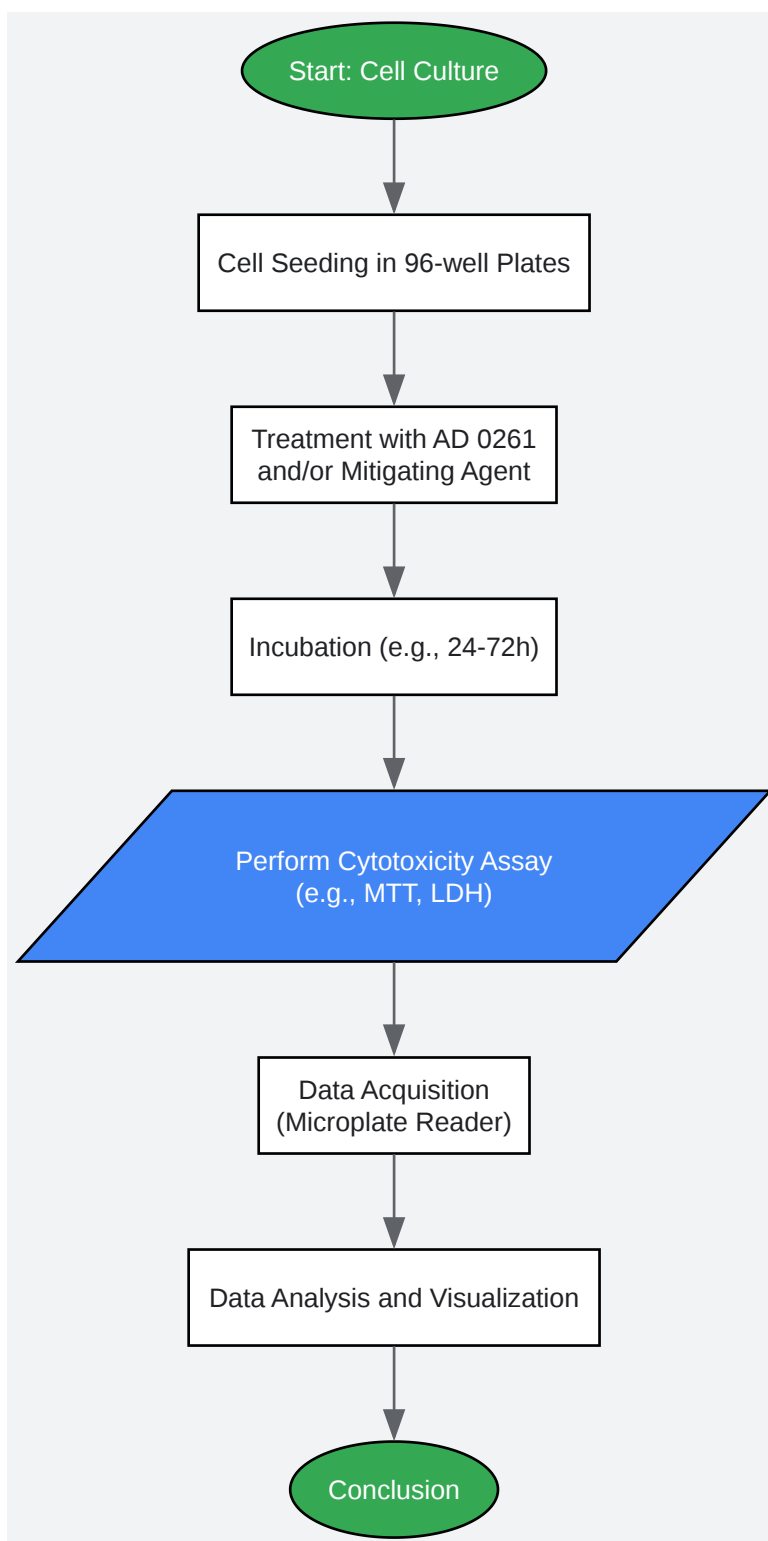 Start: Cell Culture
Cell Seeding in 96-well Plates
Treatment with AD 0261
and/or Mitigating Agent
Incubation (e.g., 24-72h)
Perform Cytotoxicity Assay
(e.g., MTT, LDH)
Data Acquisition
(Microplate Reader)
Data Analysis and Visualization
Conclusion